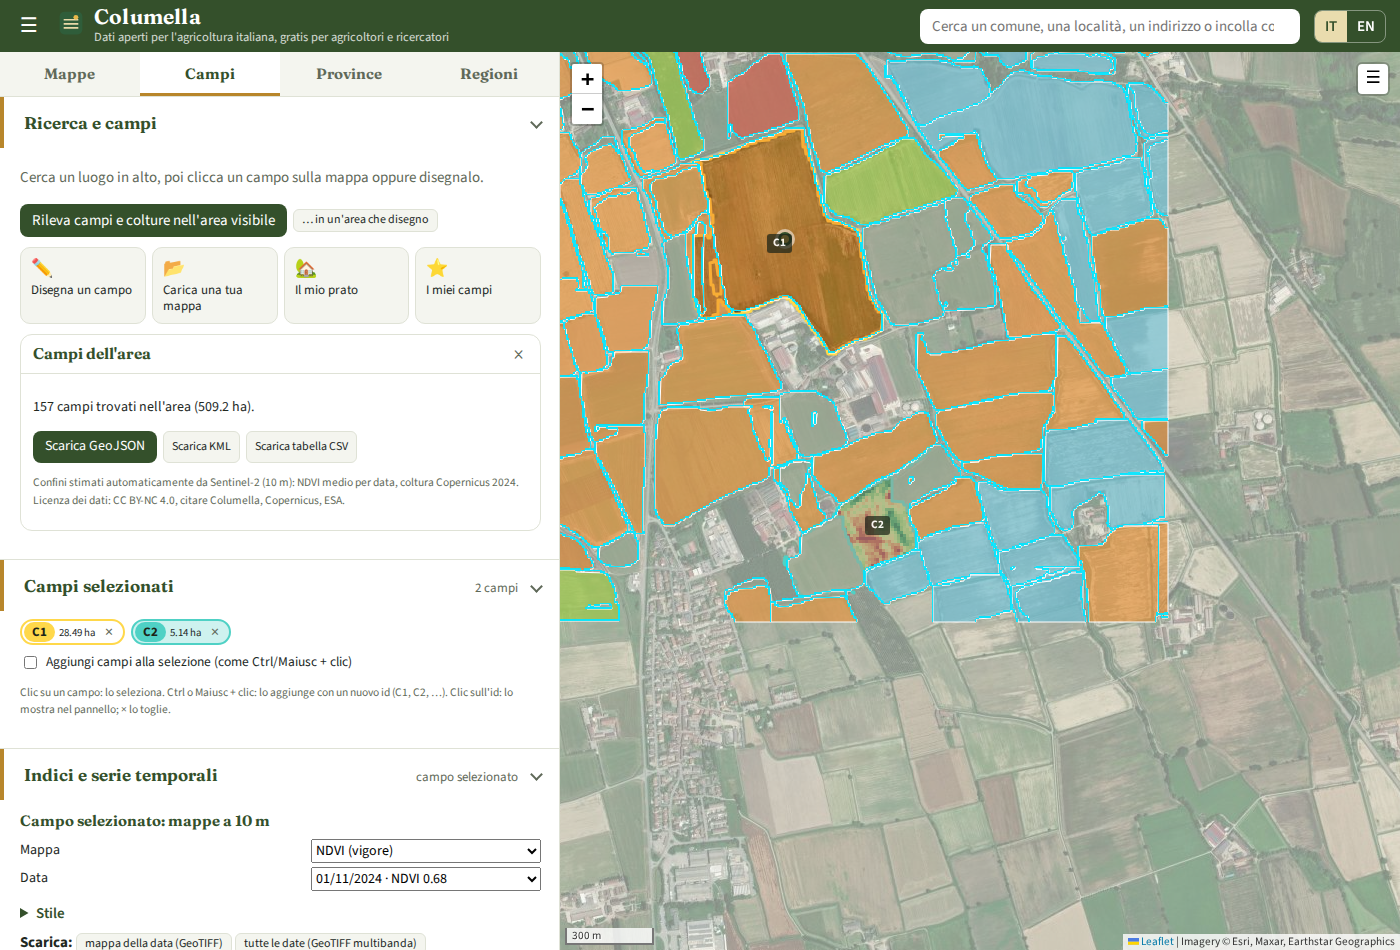 ☰
Columella
Dati aperti per l'agricoltura italiana, gratis per agricoltori e ricercatori
Cerca un comune, una località, un indirizzo o incolla cc
IT EN
Mappe Campi Province Regioni
Ricerca e campi
Cerca un luogo in alto, poi clicca un campo sulla mappa oppure disegnalo.
Rileva campi e colture nell'area visibile
…in un'area che disegno
Disegna un campo
Carica una tua mappa
Il mio prato
I miei campi
Campi dell'area ×
157 campi trovati nell'area (509.2 ha).
Scarica GeoJSON Scarica KML Scarica tabella CSV
Confini stimati automaticamente da Sentinel-2 (10 m): NDVI medio per data, coltura Copernicus 2024.
Licenza dei dati: CC BY-NC 4.0, citare Columella, Copernicus, ESA.
Campi selezionati 2 campi
C1 28.49 ha × C2 5.14 ha ×
Aggiungi campi alla selezione (come Ctrl/Maiusc + clic)
Clic su un campo: lo seleziona. Ctrl o Maiusc + clic: lo aggiunge con un nuovo id (C1, C2, …). Clic sull'id: lo
mostra nel pannello; × lo toglie.
Indici e serie temporali campo selezionato
Campo selezionato: mappe a 10 m
Mappa NDVI (vigore)
Data 01/11/2024 · NDVI 0.68
Stile
Scarica: mappa della data (GeoTIFF) tutte le date (GeoTIFF multibanda)
+
−
☰
C1
C2
300 m
Leaflet | Imagery © Esri, Maxar, Earthstar Geographics